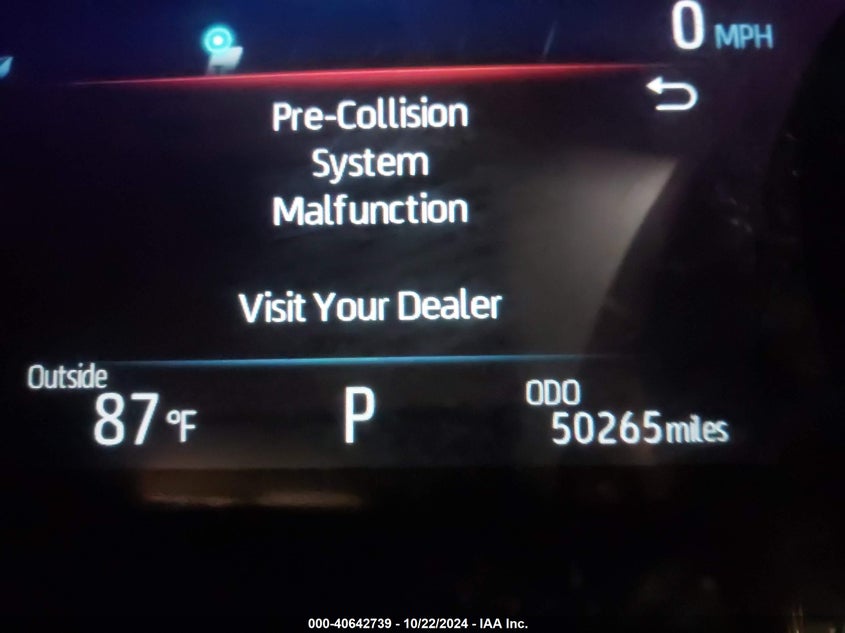 0 MPH
Pre-Collision
System
Malfunction
Visit Your Dealer
Outside
87 °F
P
ODO
50265 miles
000-40642739 - 10/22/2024 - IAA Inc.